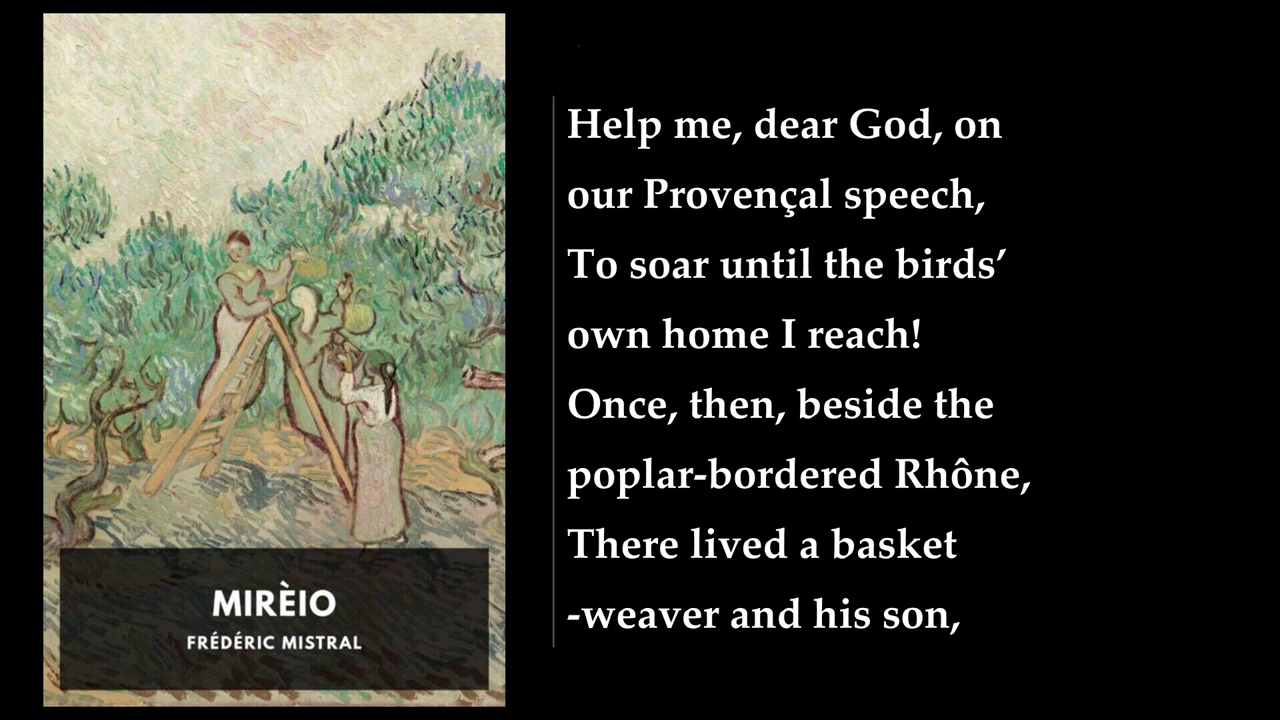 MIRÈIO
FRÉDÉRIC MISTRAL
Help me, dear God, on
our Provençal speech,
To soar until the birds’
own home I reach!
Once, then, beside the
poplar-bordered Rhône,
There lived a basket
-weaver and his son,